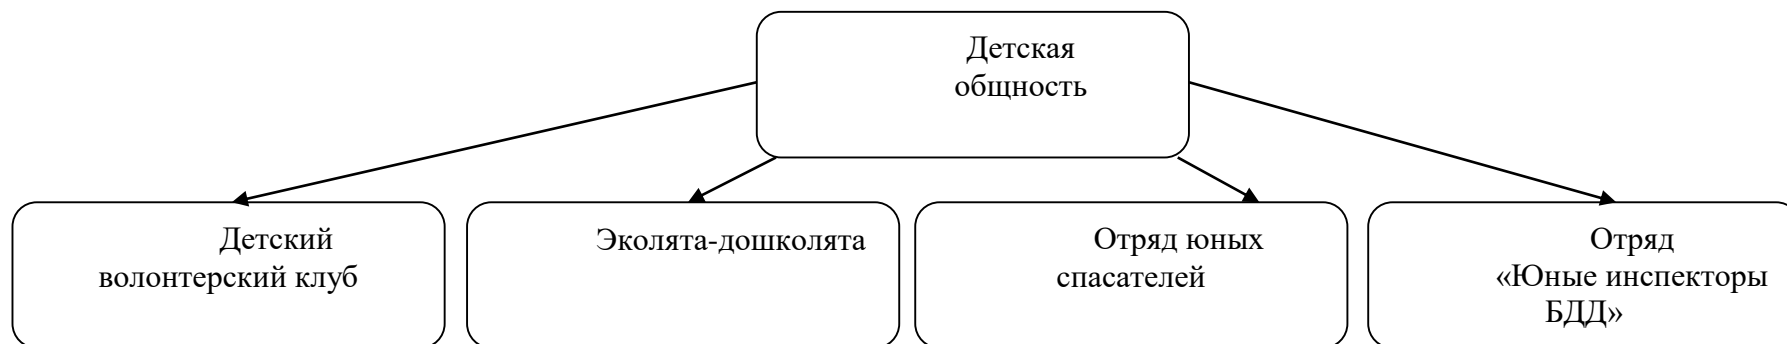 Детская
общность
Детский
волонтерский клуб
Эколята-дошколята
Отряд юных
спасателей
Отряд
«Юные инспекторы
БДД»